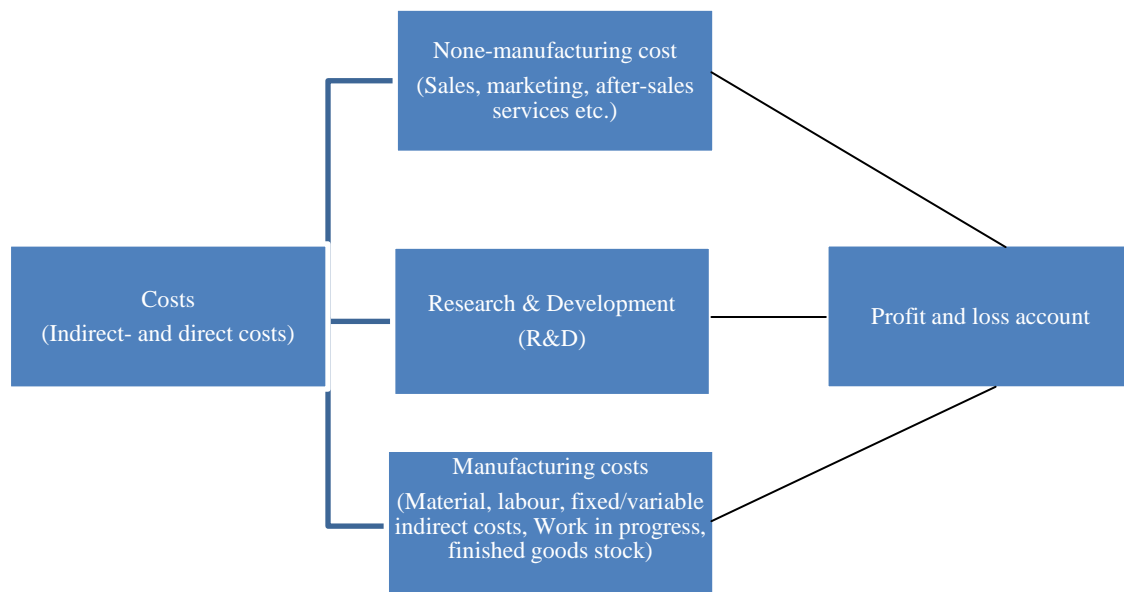 None-manufacturing cost
(Sales, marketing, after-sales
services etc.)
Costs
(Indirect- and direct costs)
Research & Development
(R&D)
Profit and loss account
Manufacturing costs
(Material, labour, fixed/variable
indirect costs, Work in progress,
finished goods stock)